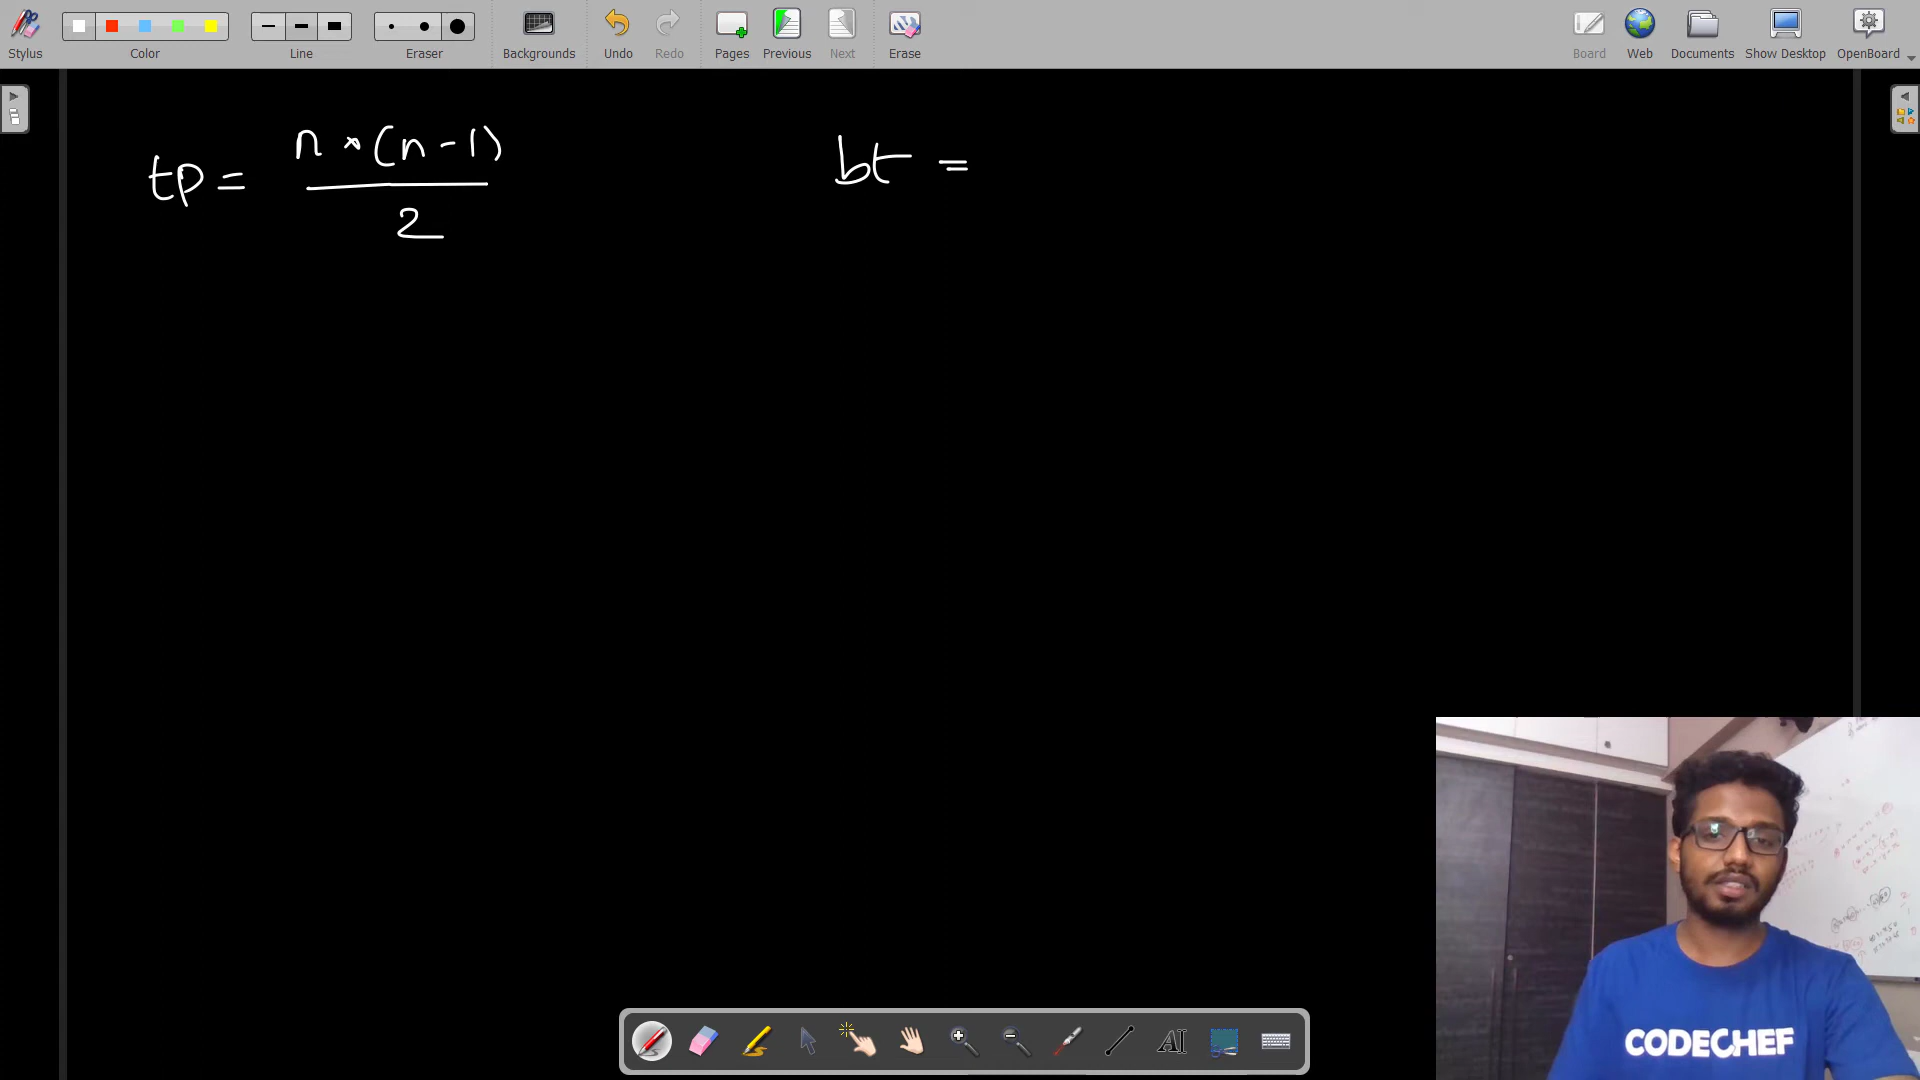 Stylus
Color
Line
Eraser
Backgrounds
Undo
Redo
Pages
Previous
Next
Erase
Board
Web
Documents
Show Desktop
OpenBoard
tp = n * (n - 1)
2
bt =
AI
CODECHEF